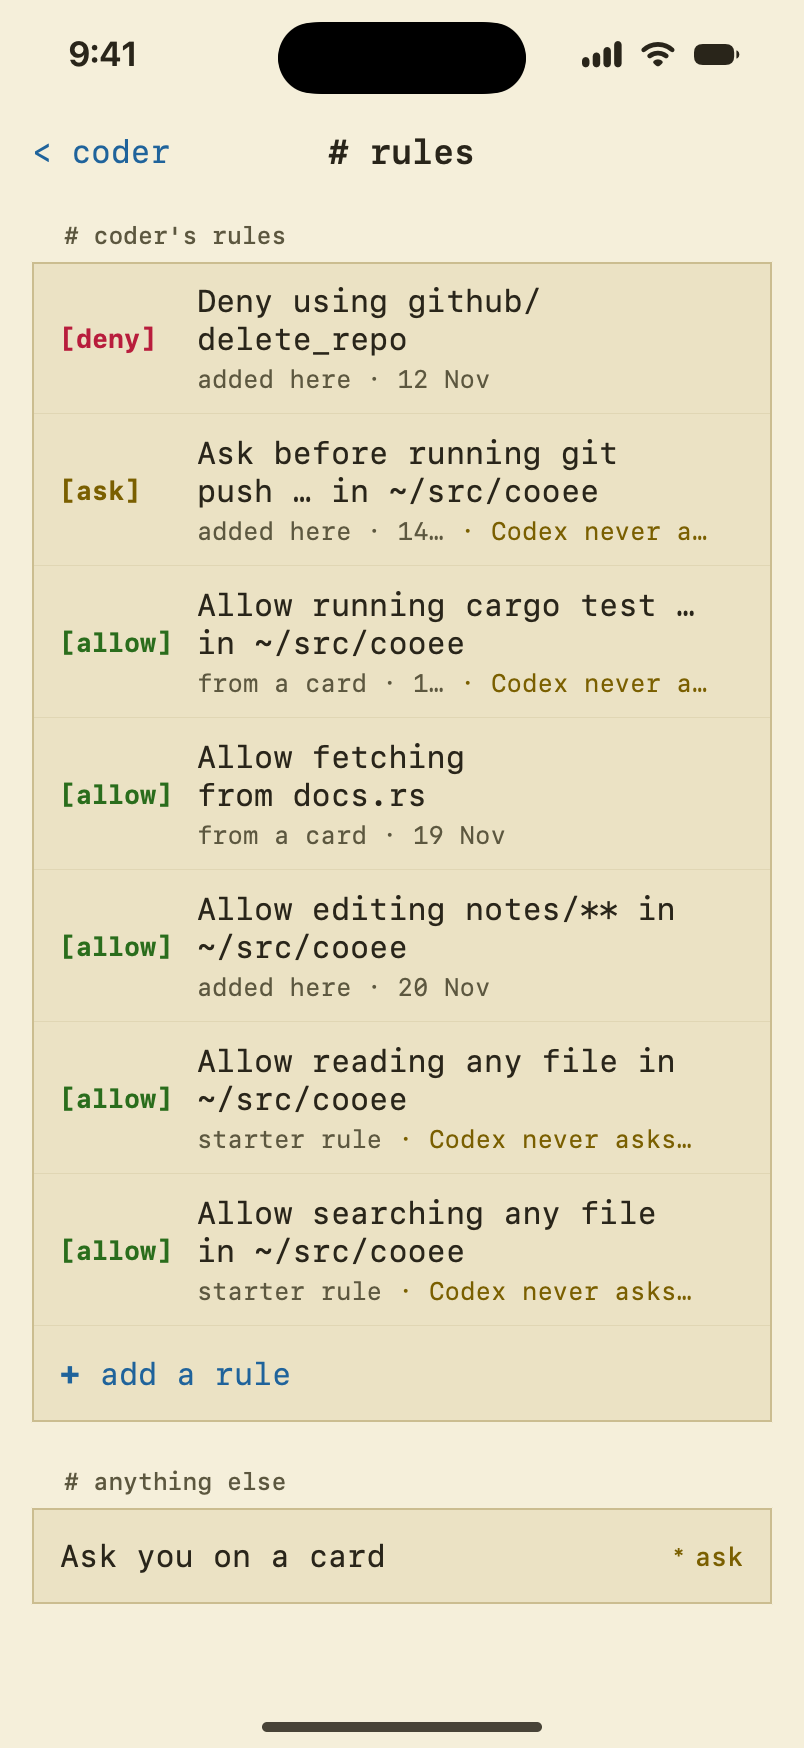 9:41
< coder
# rules
# coder's rules
[deny]
Deny using github/
delete_repo
added here · 12 Nov
[ask]
Ask before running git
push … in ~/src/cooee
added here · 14… · Codex never a…
[allow]
Allow running cargo test …
in ~/src/cooee
from a card · 1… · Codex never a…
[allow]
Allow fetching
from docs.rs
from a card · 19 Nov
[allow]
Allow editing notes/** in
~/src/cooee
added here · 20 Nov
[allow]
Allow reading any file in
~/src/cooee
starter rule · Codex never asks…
[allow]
Allow searching any file
in ~/src/cooee
starter rule · Codex never asks…
+ add a rule
# anything else
Ask you on a card * ask